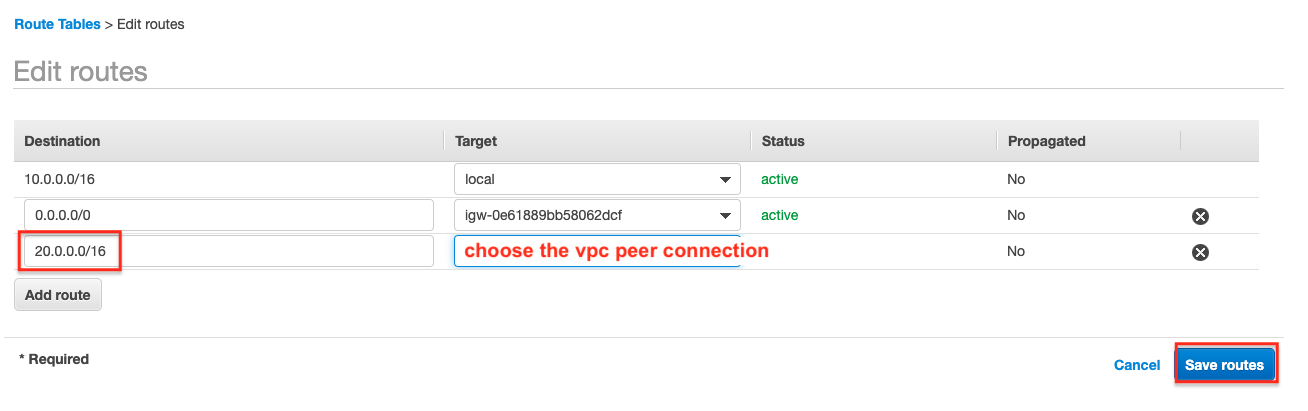 Route Tables > Edit routes
Edit routes
Destination Target Status Propagated
10.0.0.0/16 local active No
0.0.0.0/0 igw-0e61889bb58062dcf active No
20.0.0.0/16 choose the vpc peer connection No
Add route
* Required
Cancel Save routes